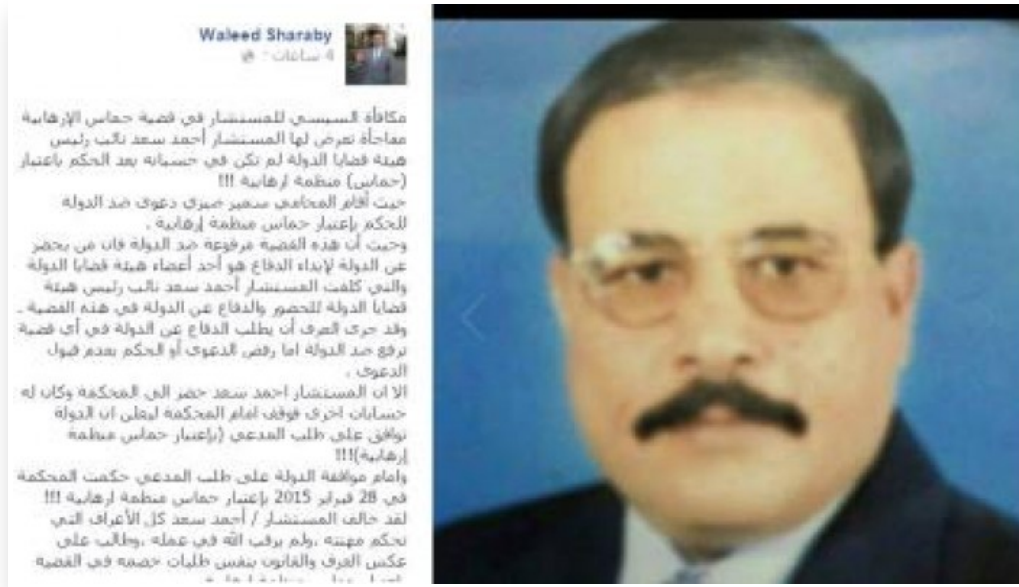 Waleed Sharaby
4 ساعات ·
مكافأة السيسي للمستشار في قضية حماس الإرهابية
مفاجأة تعرض لها المستشار أحمد سعد نائب رئيس
هيئة قضايا الدولة لم تكن في حسبانه بعد الحكم باعتبار
(حماس) منظمة ارهابية !!!
حيث أقام المحامي سمير صبري دعوى ضد الدولة
للحكم بإعتبار حماس منظمة إرهابية .
وحيث أن هذه القضية مرفوعة ضد الدولة فان من يحضر
عن الدولة لإبداء الدفاع هو أحد أعضاء هيئة قضايا الدولة
والتي كلفت المستشار أحمد سعد نائب رئيس هيئة
قضايا الدولة للحضور والدفاع عن الدولة في هذه القضية .
وقد جرى العرف أن يطلب الدفاع عن الدولة في أي قضية
ترفع ضد الدولة اما رفض الدعوى أو الحكم بعدم قبول
الدعوى .
الا ان المستشار احمد سعد حضر الى المحكمة وكان له
حسابات اخرى فوقف امام المحكمة ليعلن ان الدولة
توافق على طلب المدعي (بإعتبار حماس منظمة
إرهابية)!!!
وامام موافقة الدولة على طلب المدعي حكمت المحكمة
في 28 فبراير 2015 بإعتبار حماس منظمة ارهابية !!!
لقد خالف المستشار / أحمد سعد كل الأعراف التي
تحكم مهنته ،ولم يرقب الله في عمله ،وطالب على
عكس العرف والقانون بنفس طلبات خصمه في القضيه